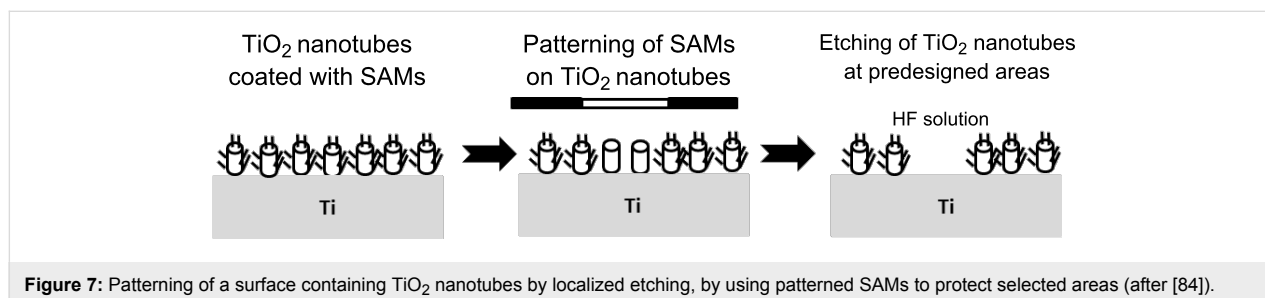 TiO2 nanotubes
coated with SAMs
Patterning of SAMs
on TiO2 nanotubes
Etching of TiO2 nanotubes
at predesigned areas
HF solution
Ti
Ti
Ti
Figure 7: Patterning of a surface containing TiO2 nanotubes by localized etching, by using patterned SAMs to protect selected areas (after [84]).